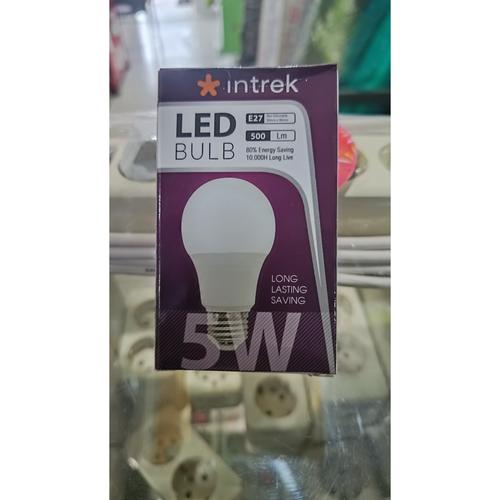 intrek
LED
BULB
E27
500 Lm
80% Energy Saving
10.000H Long Live
LONG
LASTING
SAVING
5W